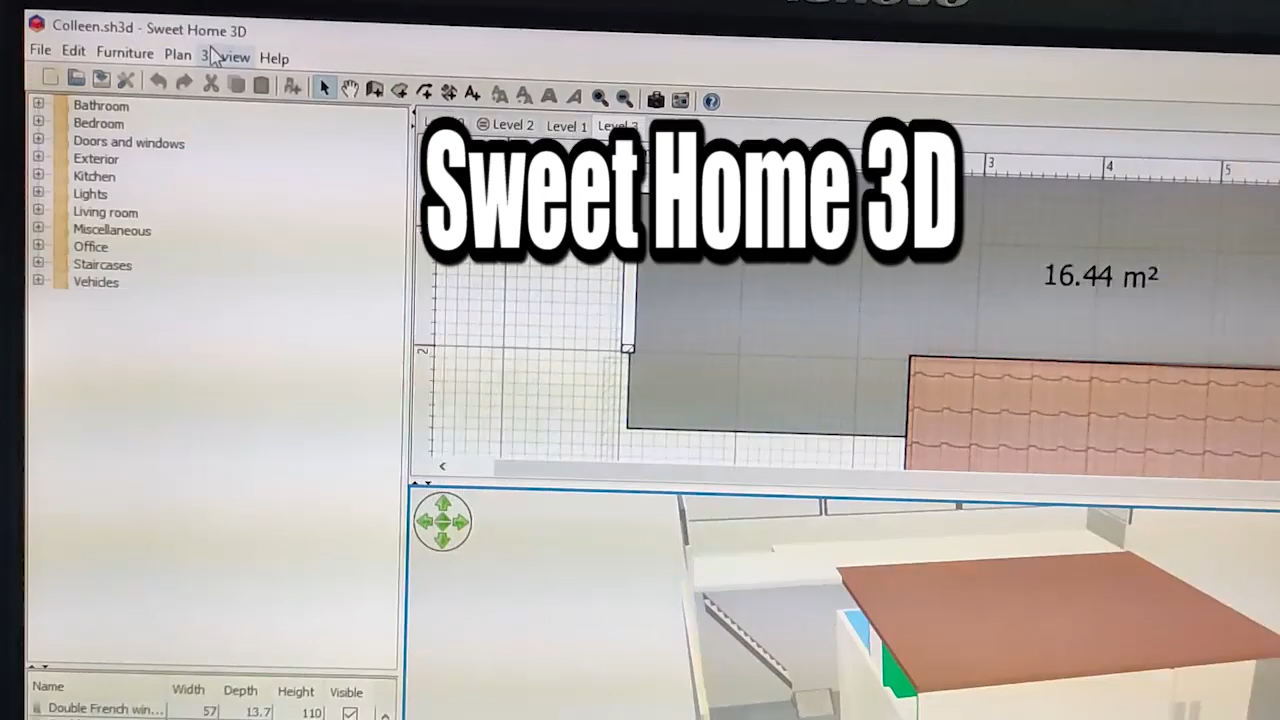 lenovo
Colleen.sh3d - Sweet Home 3D
File Edit Furniture Plan 3D view Help
Bathroom
Bedroom
Doors and windows
Exterior
Kitchen
Lights
Living room
Miscellaneous
Office
Staircases
Vehicles
Level 2 Level 1
Sweet Home 3D
3 4 5
16.44 m²
2
Name Width Depth Height Visible
Double French win... 57 13.7 110